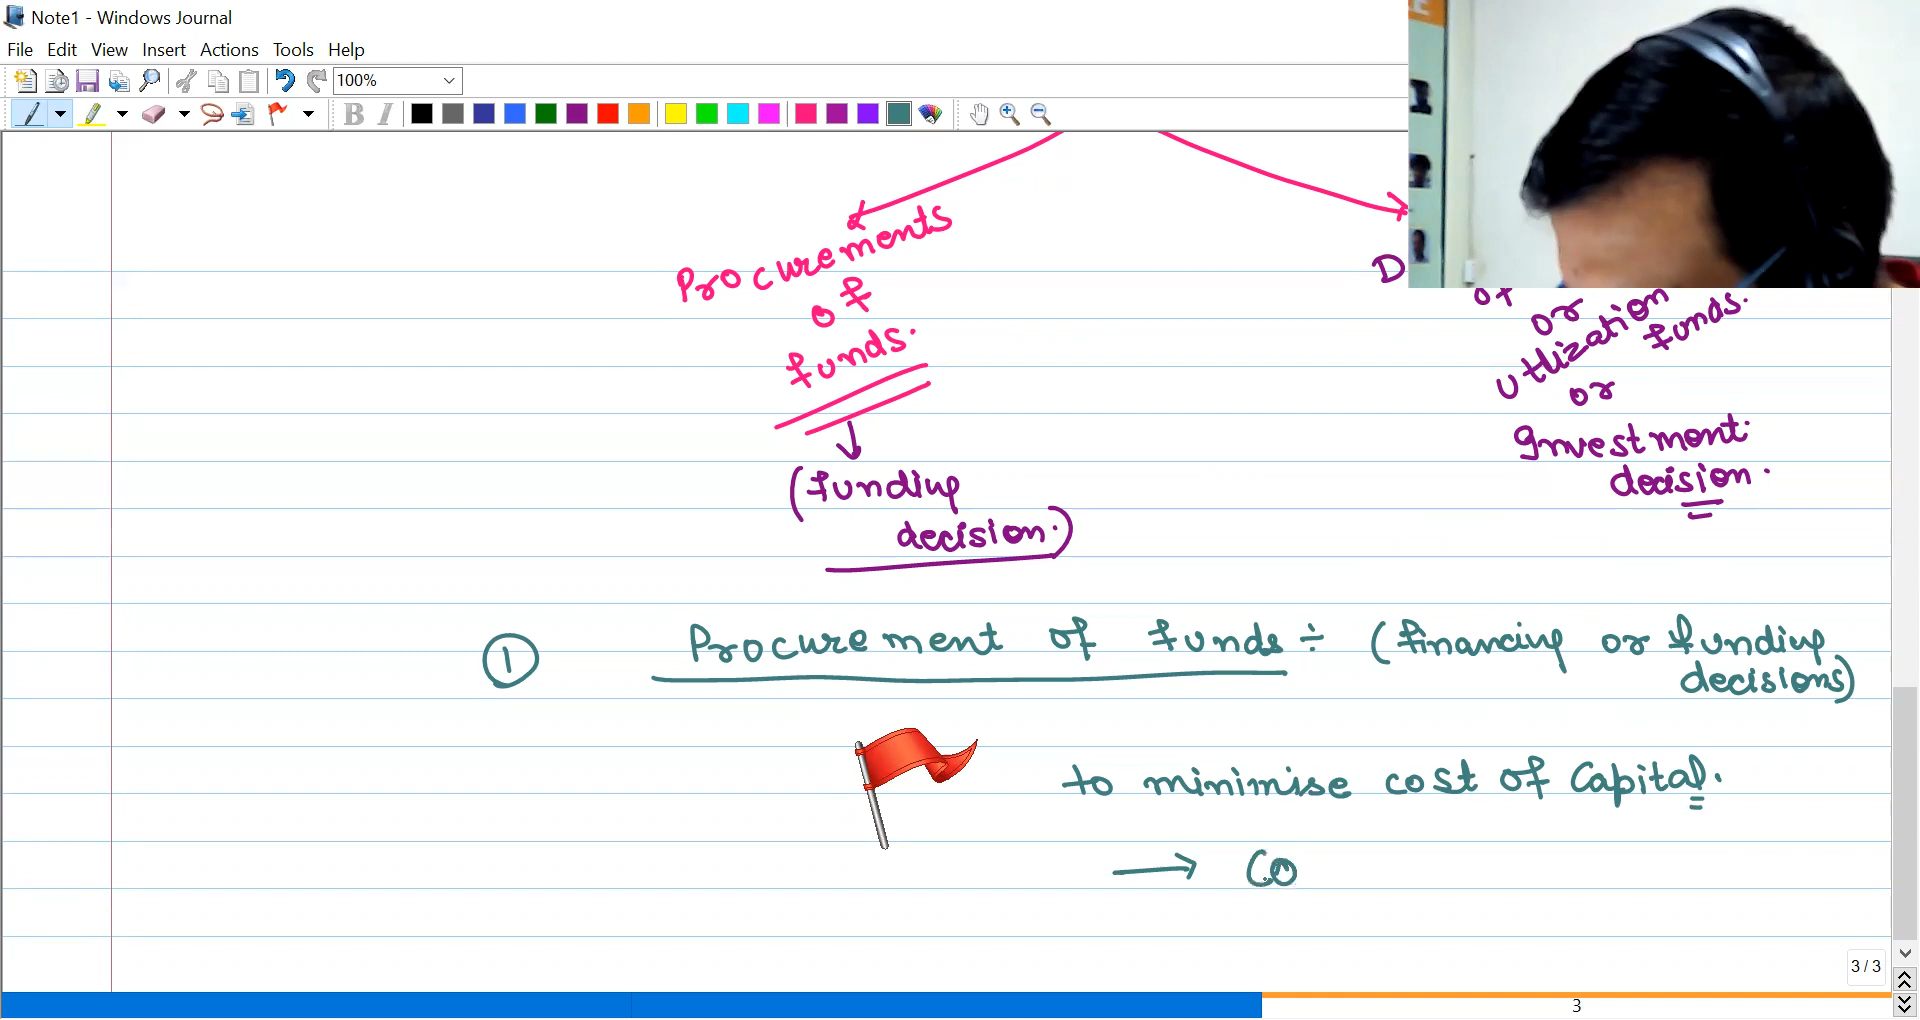 Note1 - Windows Journal
File Edit View Insert Actions Tools Help
100%
B I
Procurements
of
funds.
(funding
decision.)
D
of
or
utlization
funds.
or
Investment
decision.
1 Procurement of funds ÷ (financing or funding
decisions)
to minimise cost of Capital.
→ Co
3 / 3
3